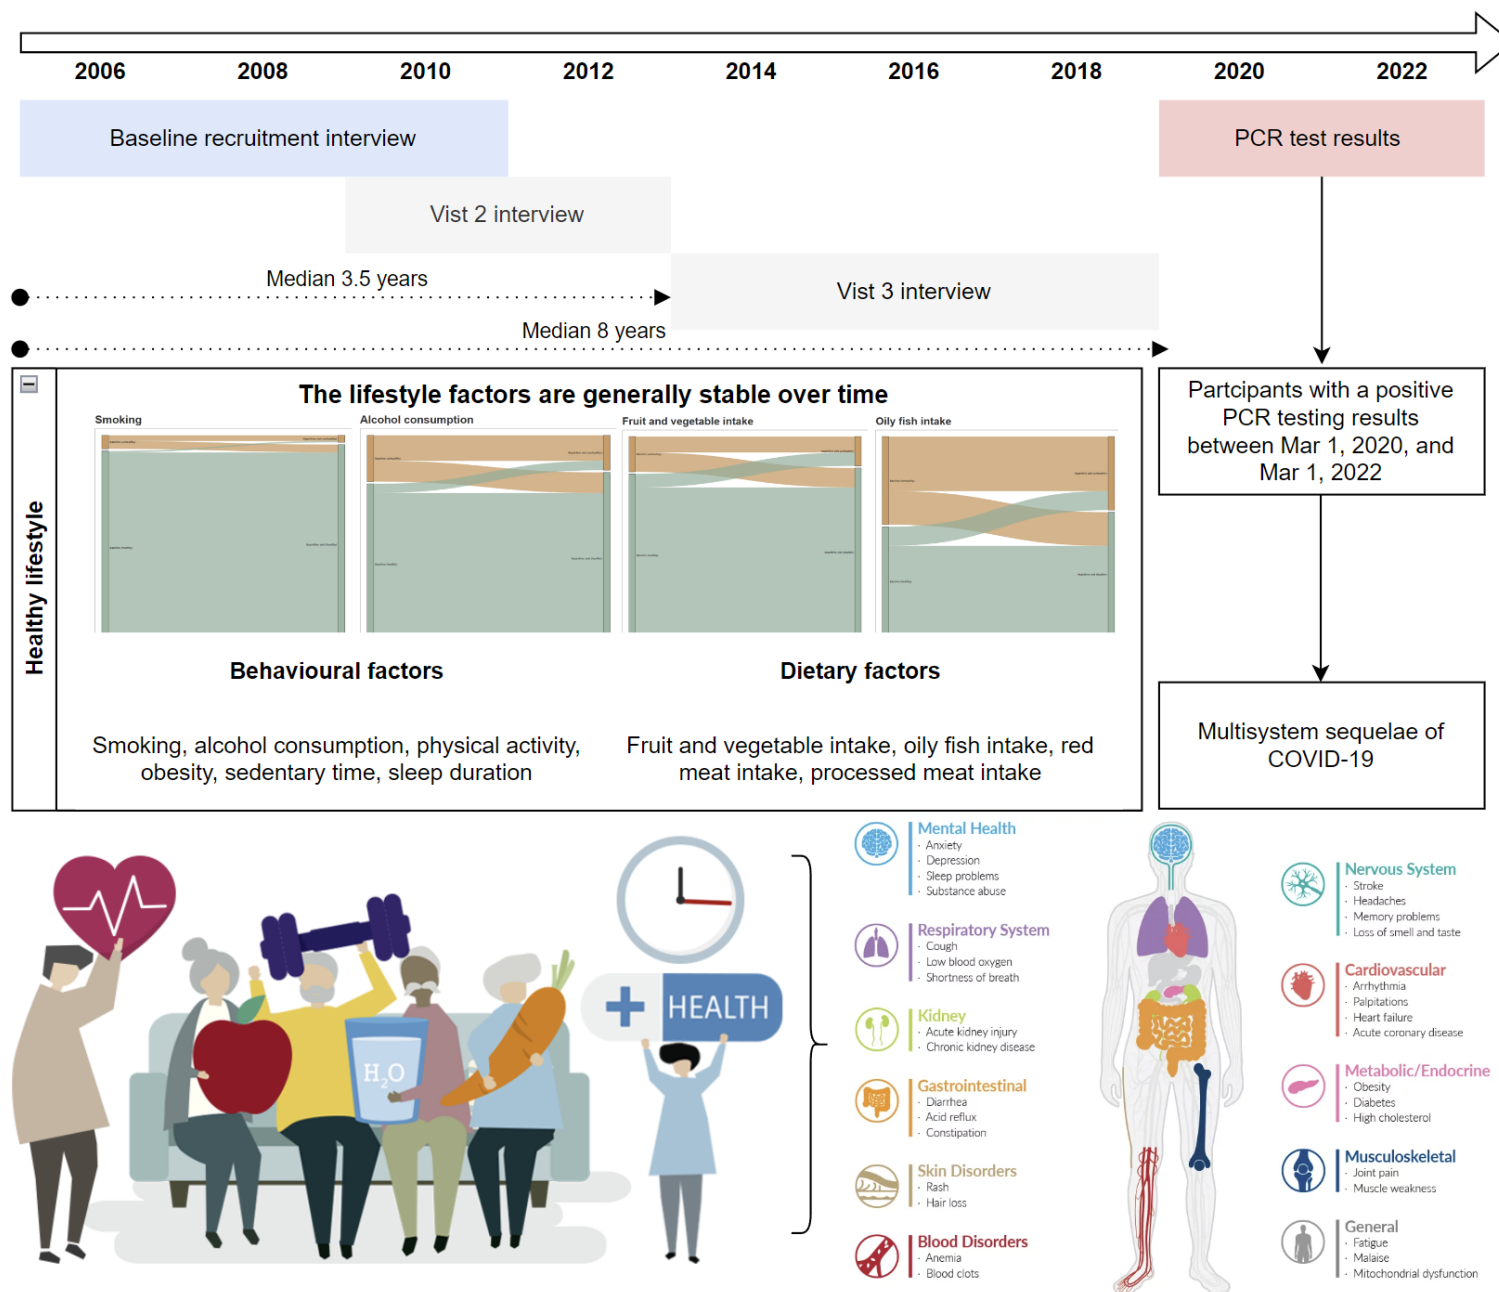 2006 2008 2010 2012 2014 2016 2018 2020 2022
Baseline recruitment interview
PCR test results
Vist 2 interview
Median 3.5 years
Vist 3 interview
Median 8 years
Healthy lifestyle
The lifestyle factors are generally stable over time
Smoking
Alcohol consumption
Fruit and vegetable intake
Oily fish intake
Behavioural factors
Dietary factors
Smoking, alcohol consumption, physical activity,
obesity, sedentary time, sleep duration
Fruit and vegetable intake, oily fish intake, red
meat intake, processed meat intake
Partcipants with a positive
PCR testing results
between Mar 1, 2020, and
Mar 1, 2022
Multisystem sequelae of
COVID-19
H2O
HEALTH
Mental Health
· Anxiety
· Depression
· Sleep problems
· Substance abuse
Respiratory System
· Cough
· Low blood oxygen
· Shortness of breath
Kidney
· Acute kidney injury
· Chronic kidney disease
Gastrointestinal
· Diarrhea
· Acid reflux
· Constipation
Skin Disorders
· Rash
· Hair loss
Blood Disorders
· Anemia
· Blood clots
Nervous System
· Stroke
· Headaches
· Memory problems
· Loss of smell and taste
Cardiovascular
· Arrhythmia
· Palpitations
· Heart failure
· Acute coronary disease
Metabolic/Endocrine
· Obesity
· Diabetes
· High cholesterol
Musculoskeletal
· Joint pain
· Muscle weakness
General
· Fatigue
· Malaise
· Mitochondrial dysfunction